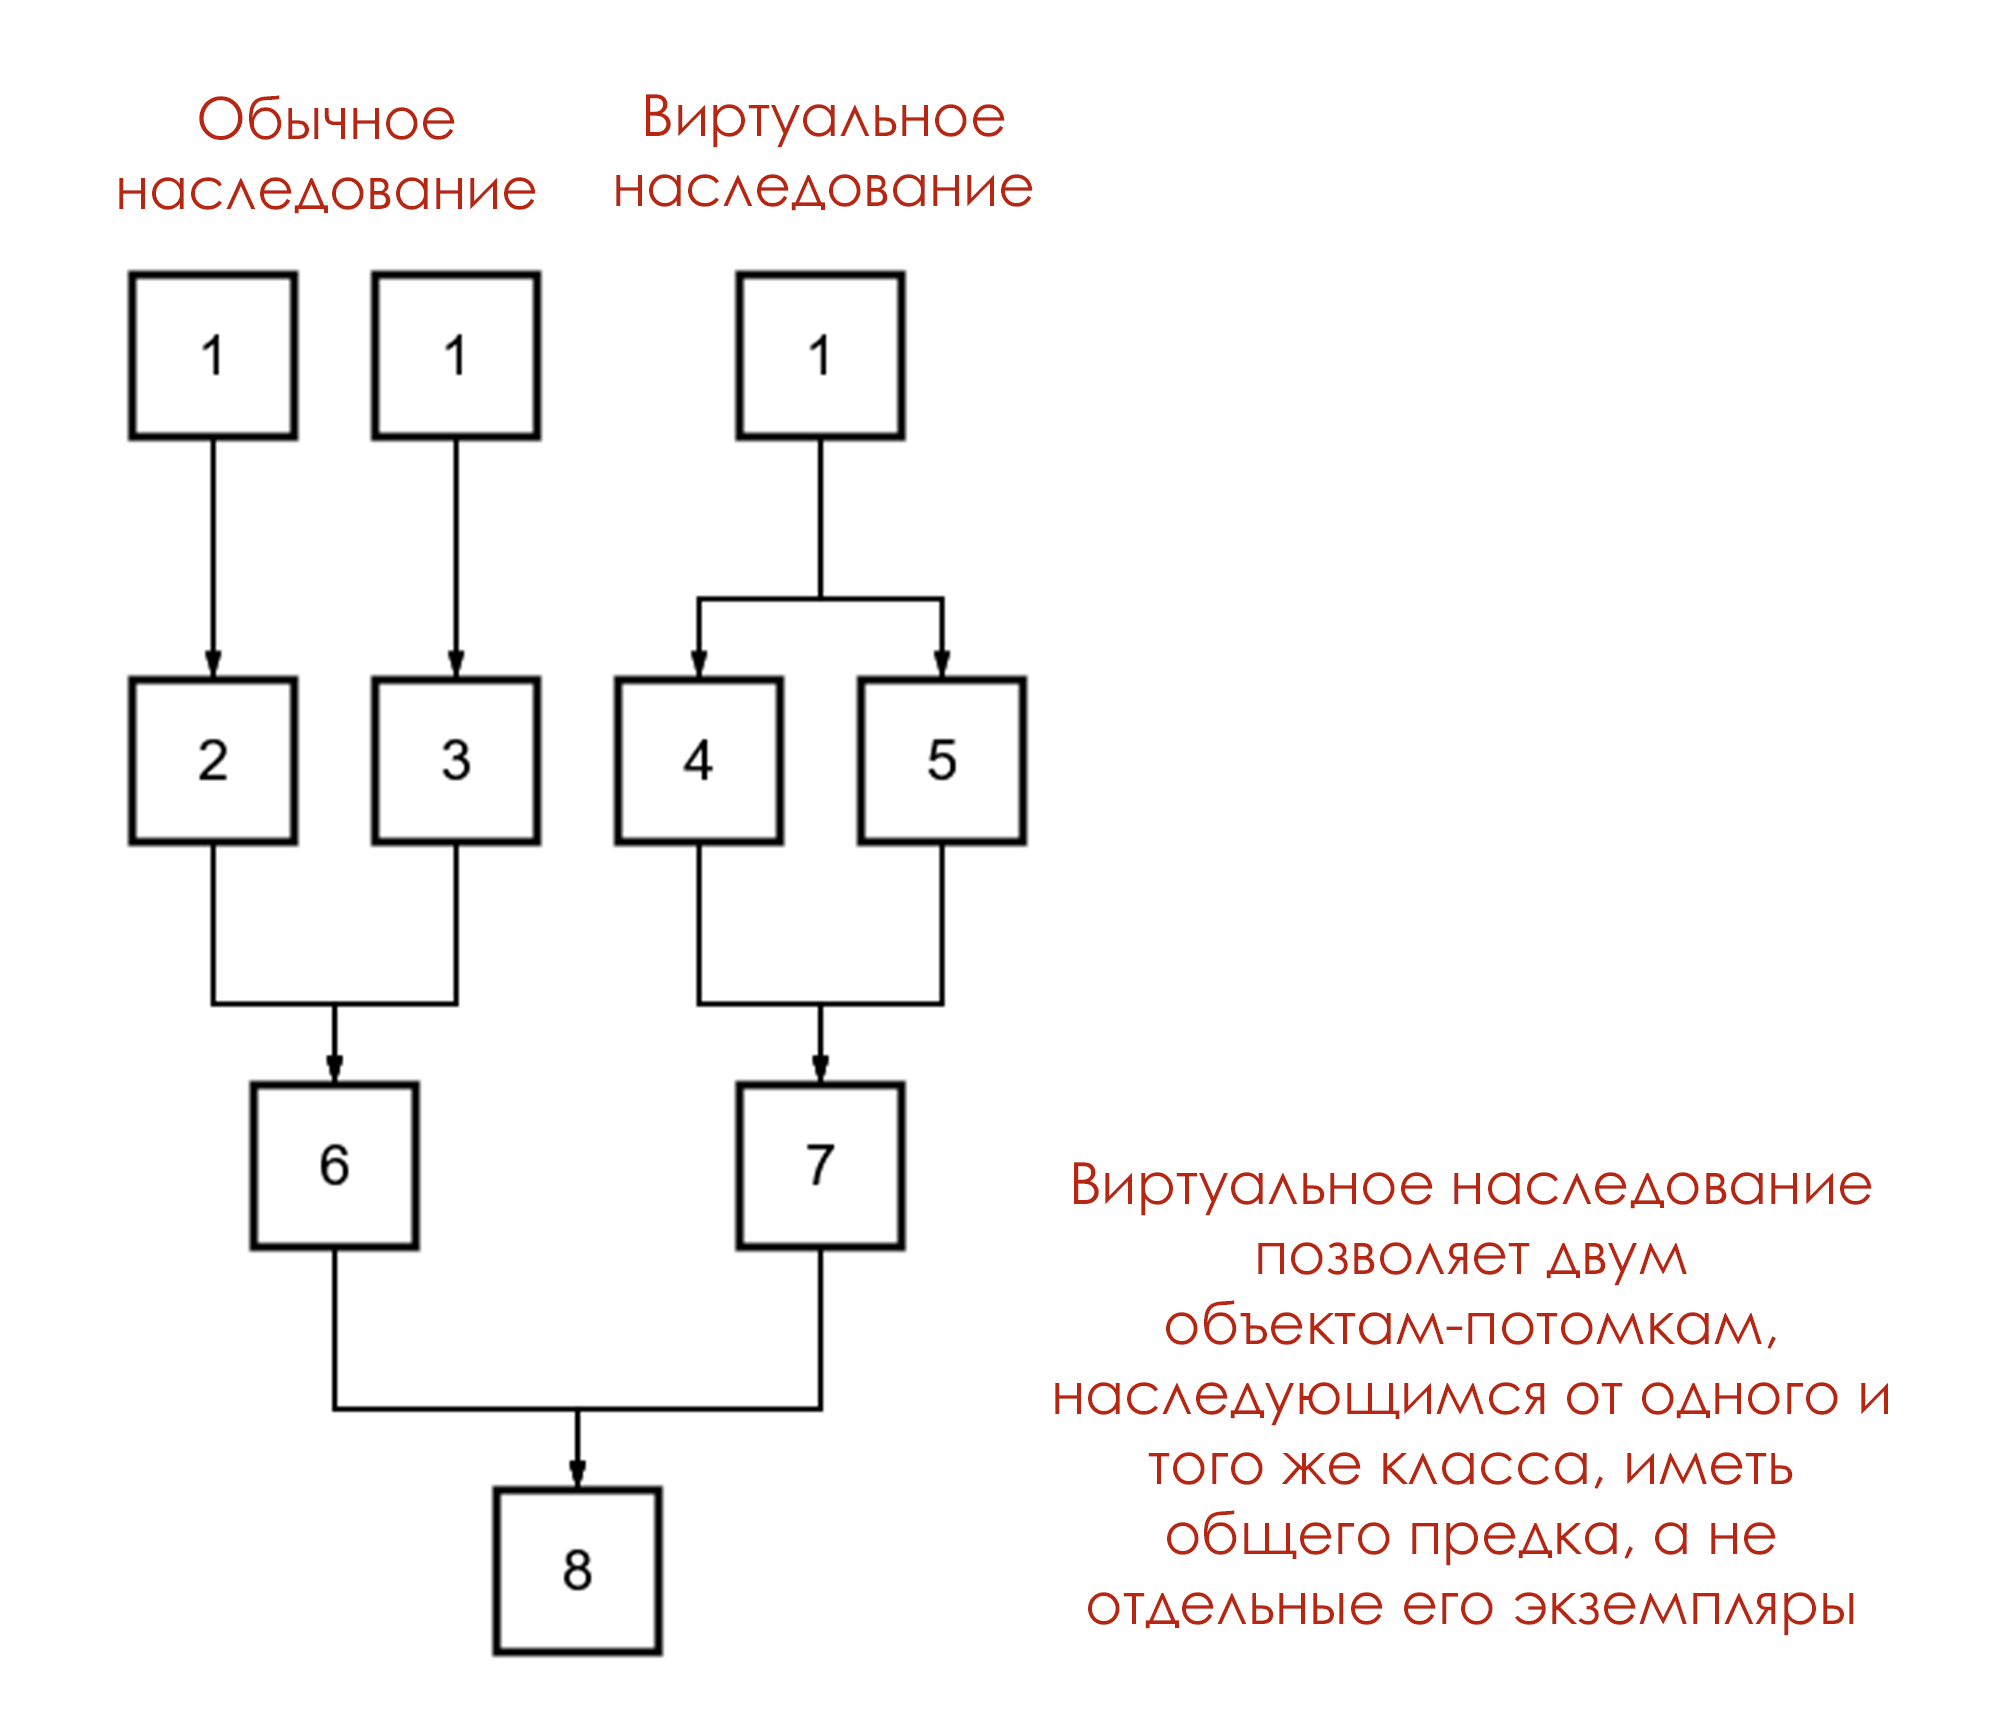 Обычное
наследование
Виртуальное
наследование
1
1
1
2
3
4
5
6
7
Виртуальное наследование
позволяет двум
объектам-потомкам,
наследующимся от одного и
того же класса, иметь
общего предка, а не
отдельные его экземпляры
8